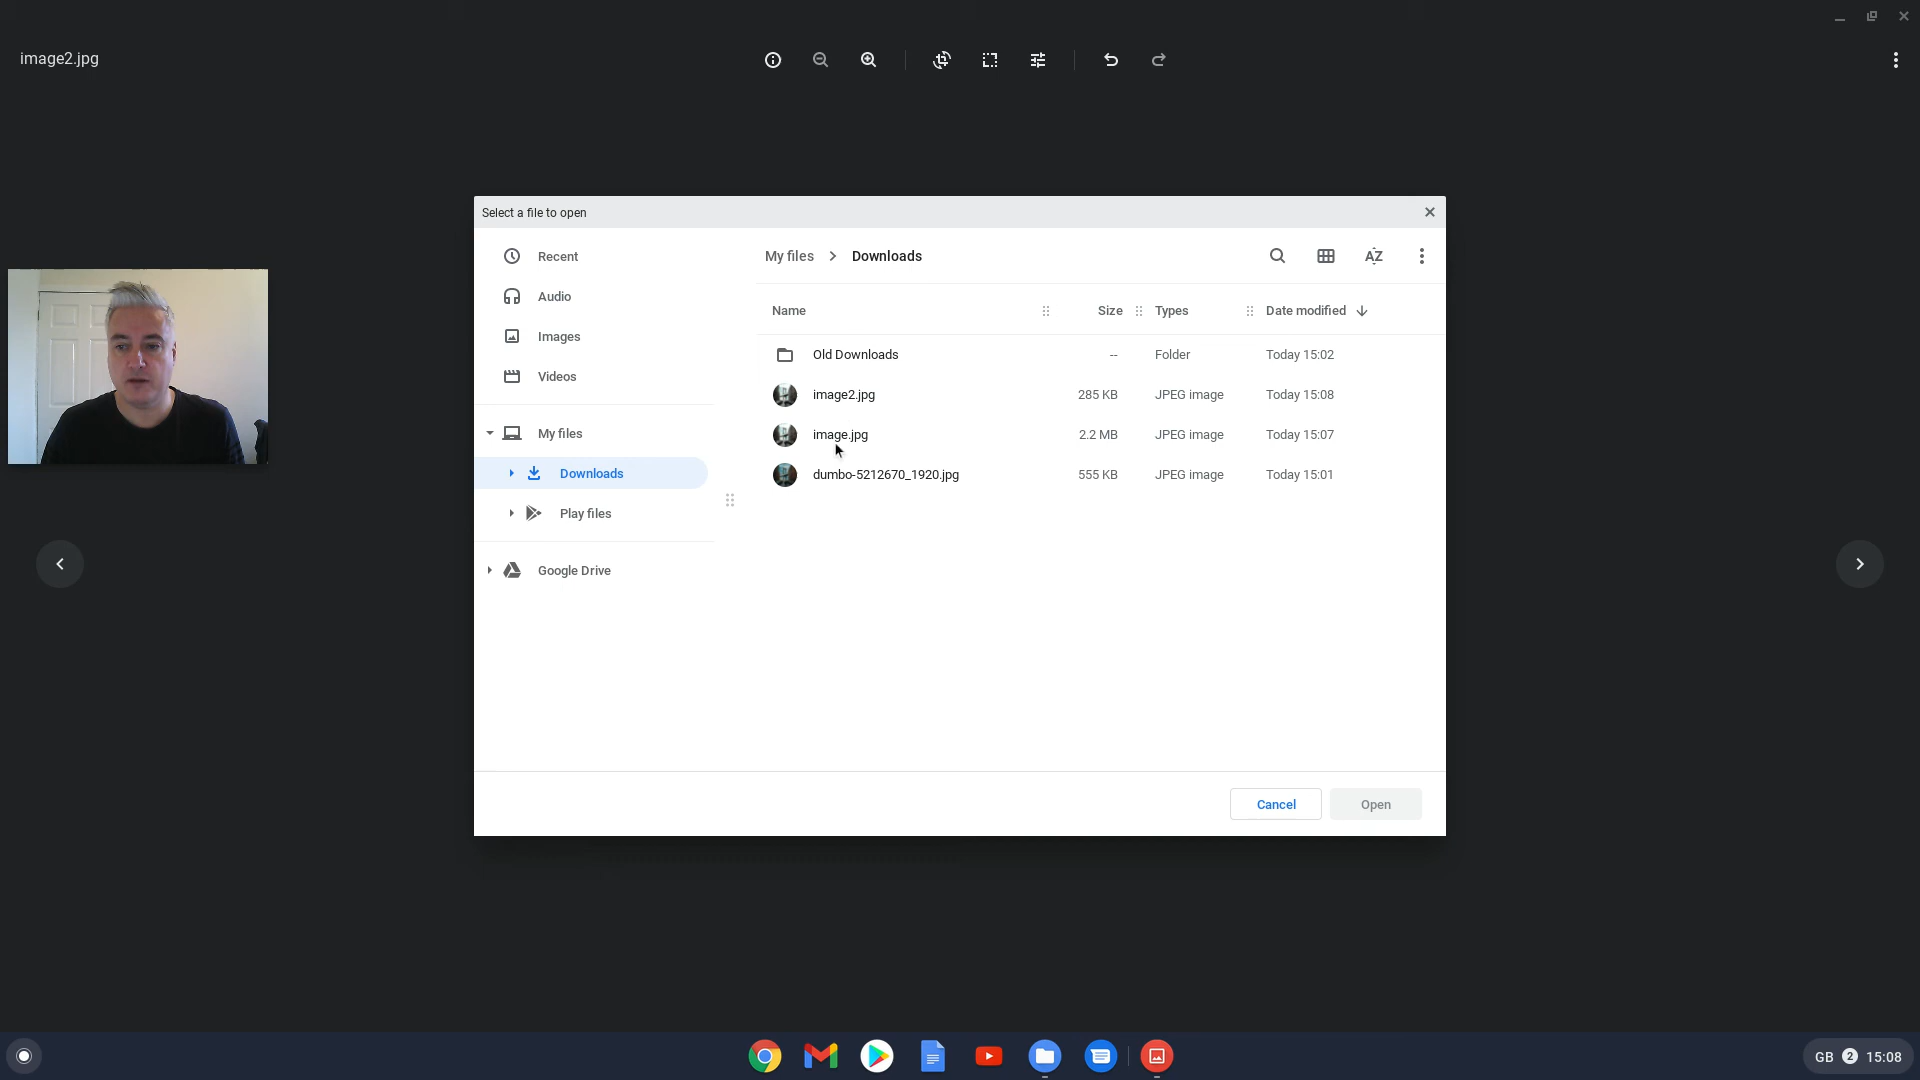 image2.jpg
Select a file to open
Recent
Audio
Images
Videos
My files
Downloads
Play files
Google Drive
My files > Downloads
AZ
Name Size Types Date modified
Old Downloads -- Folder Today 15:02
image2.jpg 285 KB JPEG image Today 15:08
image.jpg 2.2 MB JPEG image Today 15:07
dumbo-5212670_1920.jpg 555 KB JPEG image Today 15:01
Cancel Open
GB 2 15:08